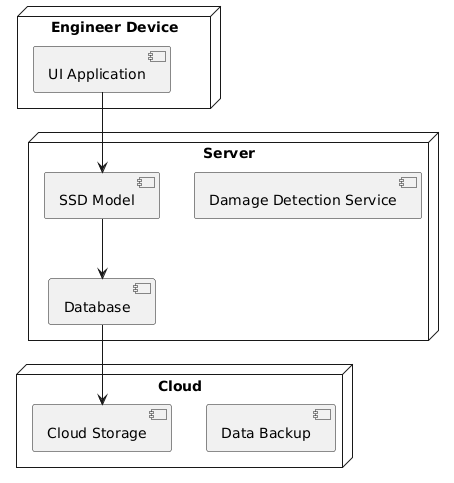 Engineer Device
UI Application
Server
SSD Model
Damage Detection Service
Database
Cloud
Cloud Storage
Data Backup